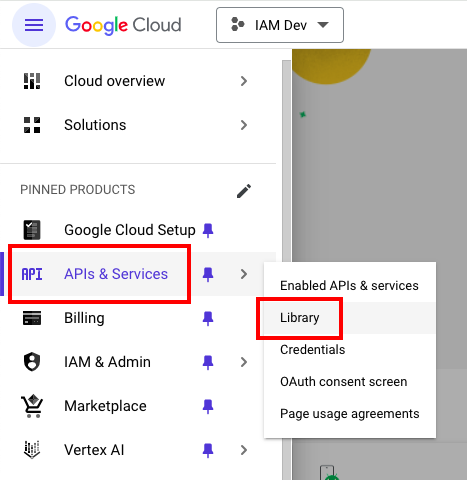 Google Cloud
IAM Dev
Cloud overview
Solutions
PINNED PRODUCTS
Google Cloud Setup
API APIs & Services
Billing
IAM & Admin
Marketplace
Vertex AI
Enabled APIs & services
Library
Credentials
OAuth consent screen
Page usage agreements